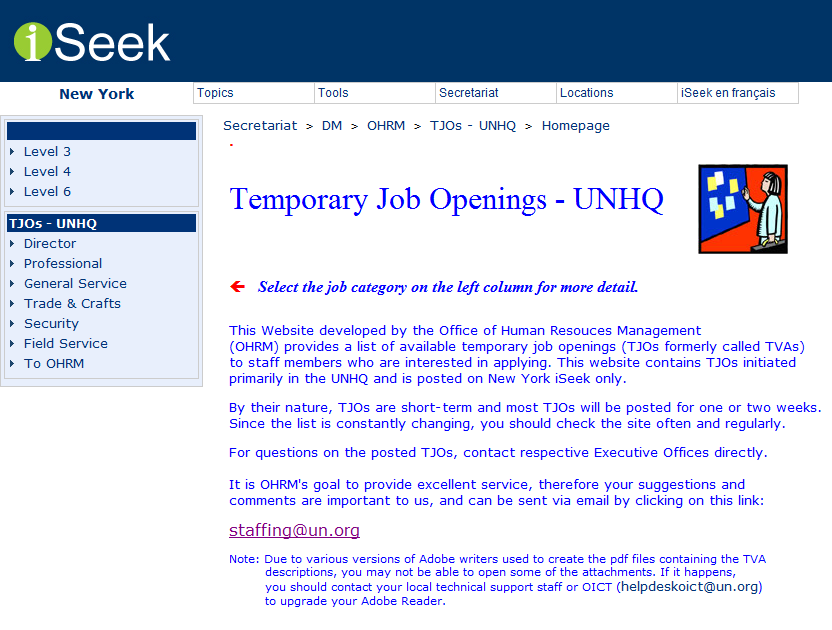 iSeek
New York
Topics
Tools
Secretariat
Locations
iSeek en français
Level 3
Level 4
Level 6
TJOs - UNHQ
Director
Professional
General Service
Trade & Crafts
Security
Field Service
To OHRM
Secretariat > DM > OHRM > TJOs - UNHQ > Homepage
Temporary Job Openings - UNHQ
Select the job category on the left column for more detail.
This Website developed by the Office of Human Resouces Management
(OHRM) provides a list of available temporary job openings (TJOs formerly called TVAs)
to staff members who are interested in applying. This website contains TJOs initiated
primarily in the UNHQ and is posted on New York iSeek only.
By their nature, TJOs are short-term and most TJOs will be posted for one or two weeks.
Since the list is constantly changing, you should check the site often and regularly.
For questions on the posted TJOs, contact respective Executive Offices directly.
It is OHRM's goal to provide excellent service, therefore your suggestions and
comments are important to us, and can be sent via email by clicking on this link:
staffing@un.org
Note: Due to various versions of Adobe writers used to create the pdf files containing the TVA
descriptions, you may not be able to open some of the attachments. If it happens,
you should contact your local technical support staff or OICT (helpdeskoict@un.org)
to upgrade your Adobe Reader.